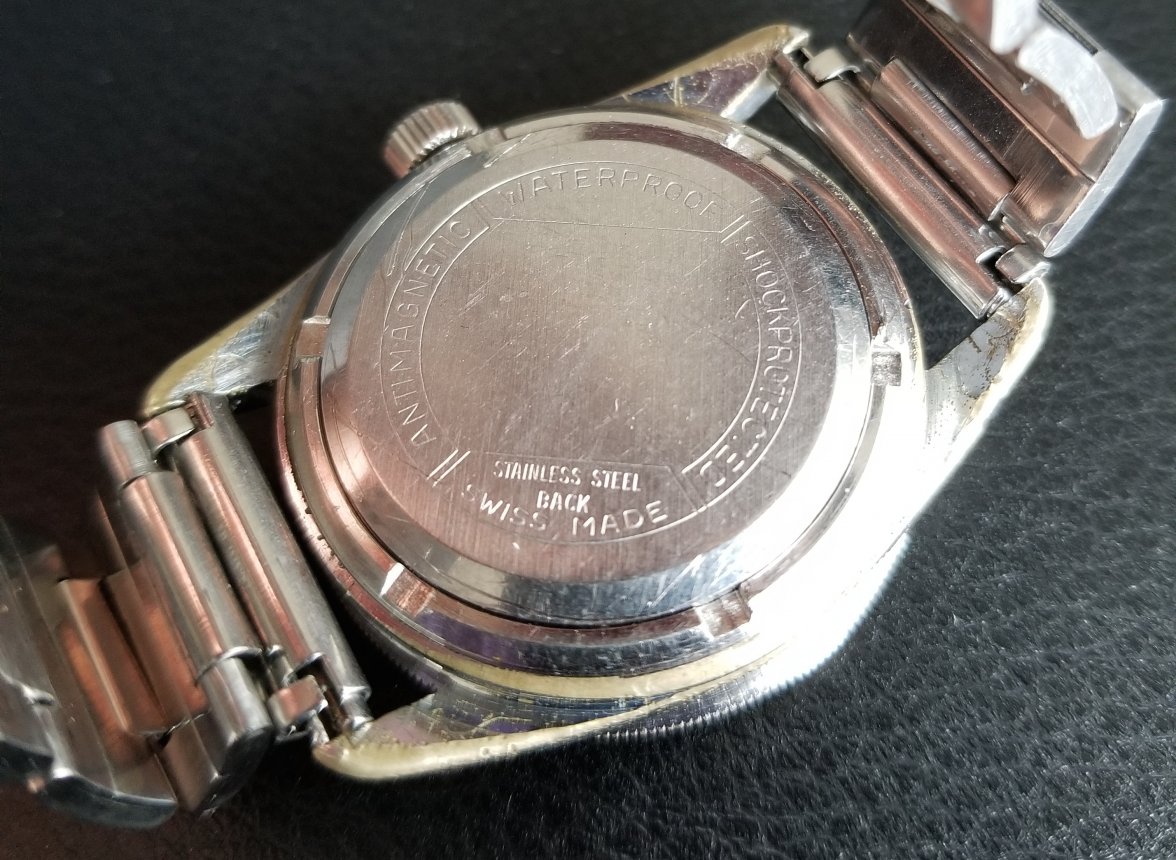 ANTIMAGNETIC
WATERPROOF
SHOCKPROTECTED
STAINLESS STEEL
BACK
SWISS MADE